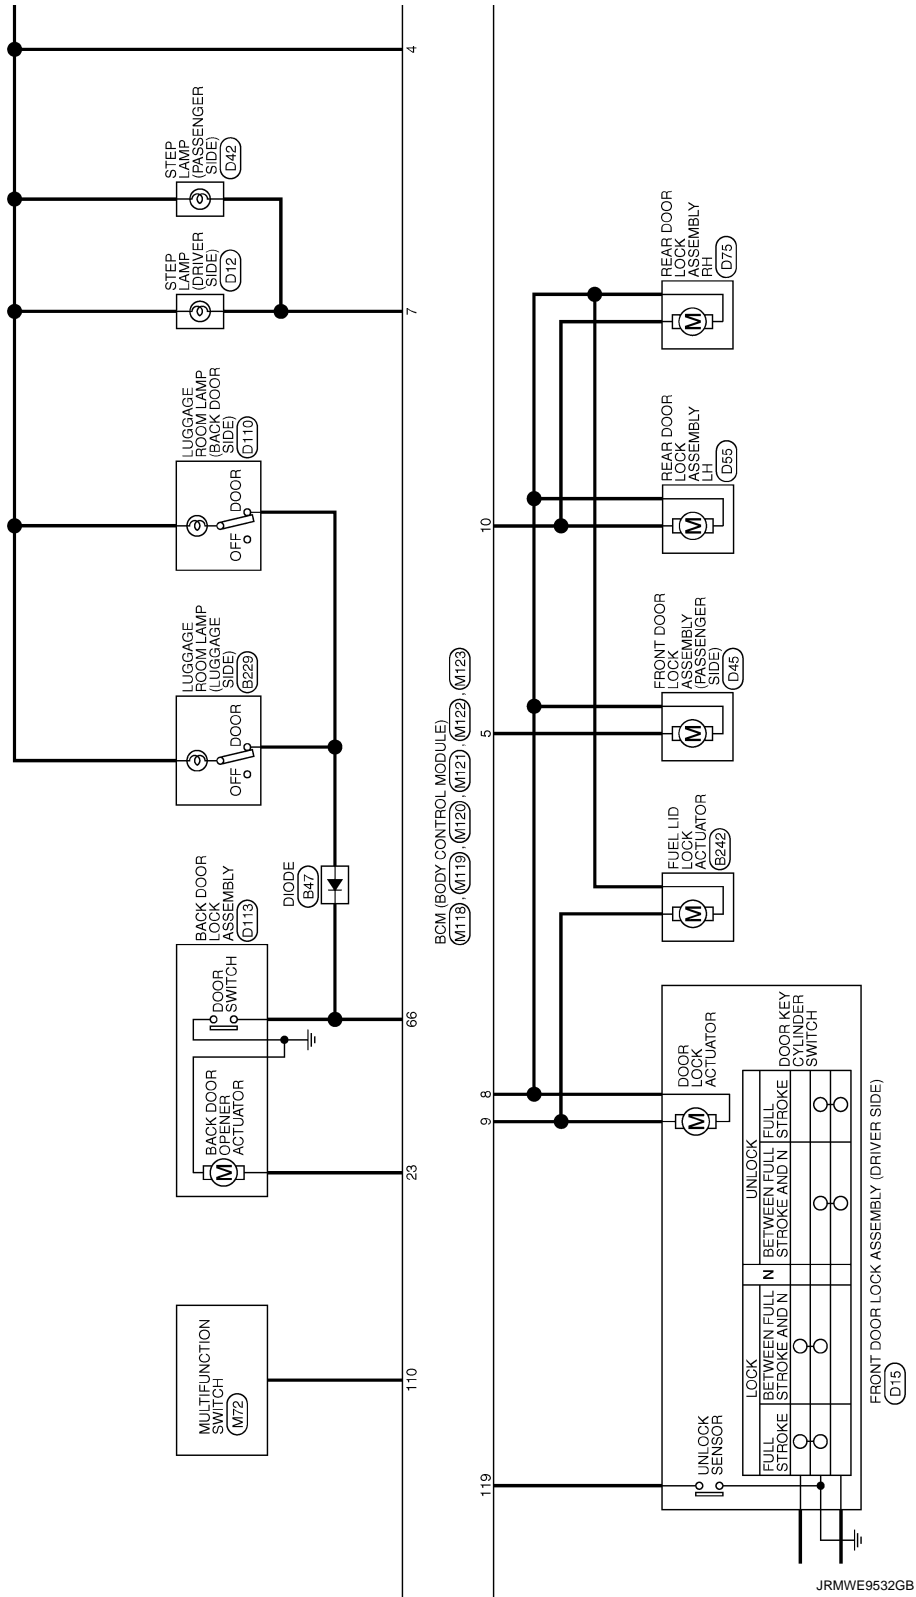 4
STEP
LAMP
(PASSENGER
SIDE)
D42
STEP
LAMP
(DRIVER
SIDE)
D12
7
LUGGAGE
ROOM LAMP
(BACK DOOR
SIDE)
D110
DOOR
OFF
LUGGAGE
ROOM LAMP
(LUGGAGE
SIDE)
B229
DOOR
OFF
DIODE
B47
BACK DOOR
LOCK
ASSEMBLY
D113
DOOR
SWITCH
66
BACK DOOR
OPENER
ACTUATOR
M
23
MULTIFUNCTION
SWITCH
M72
110
BCM (BODY CONTROL MODULE)
M118 , M119 , M120 , M121 , M122 , M123
REAR DOOR
LOCK
ASSEMBLY
RH
D75
M
10
REAR DOOR
LOCK
ASSEMBLY
LH
D55
M
5
FRONT DOOR
LOCK
ASSEMBLY
(PASSENGER
SIDE)
D45
M
FUEL LID
LOCK
ACTUATOR
B242
M
8
9
DOOR
LOCK
ACTUATOR
M
DOOR KEY
CYLINDER
SWITCH
UNLOCK
FULL
STROKE
BETWEEN FULL
STROKE AND N
N
LOCK
BETWEEN FULL
STROKE AND N
FULL
STROKE
119
UNLOCK
SENSOR
FRONT DOOR LOCK ASSEMBLY (DRIVER SIDE)
D15
JRMWE9532GB